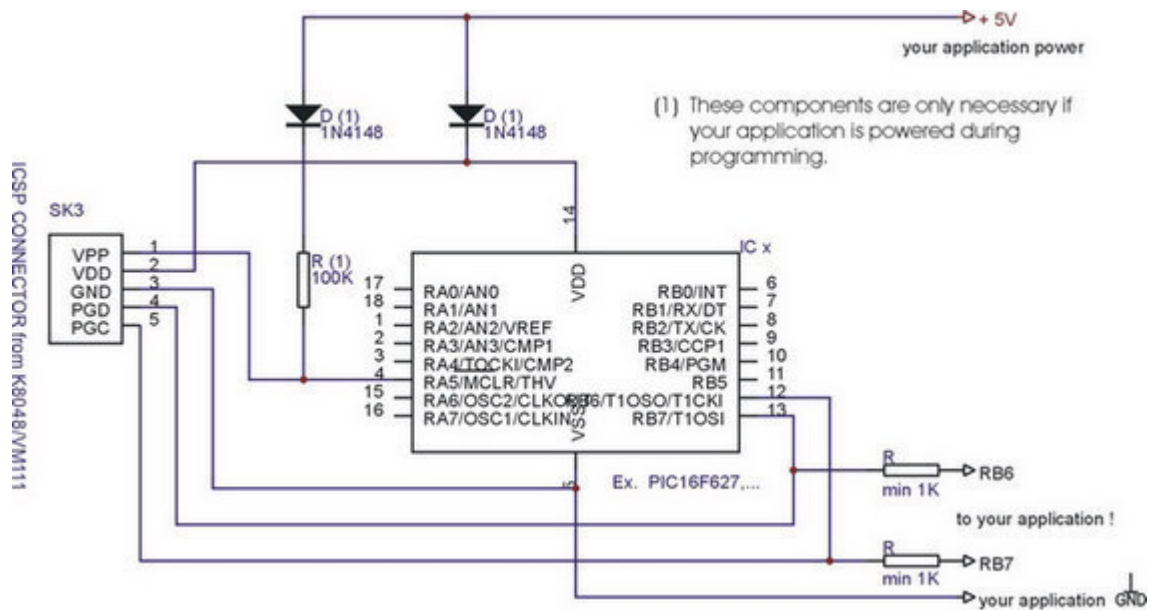 + 5V
your application power
D (1)
1N4148
D (1)
1N4148
(1) These components are only necessary if
your application is powered during
programming.
ICSP CONNECTOR from K8048/VM111
SK3
VPP 1
VDD 2
GND 3
PGD 4
PGC 5
R (1)
100K
14
VDD
IC x
17 RA0/AN0
18 RA1/AN1
1 RA2/AN2/VREF
2 RA3/AN3/CMP1
3 RA4/TOCKI/CMP2
4 RA5/MCLR/THV
15 RA6/OSC2/CLKOUT
16 RA7/OSC1/CLKIN
RB0/INT 6
RB1/RX/DT 7
RB2/TX/CK 8
RB3/CCP1 9
RB4/PGM 10
RB5 11
RB6/T1OSO/T1CKI 12
RB7/T1OSI 13
VSS
5
Ex. PIC16F627,...
R
min 1K
RB6
to your application !
R
min 1K
RB7
your application GND